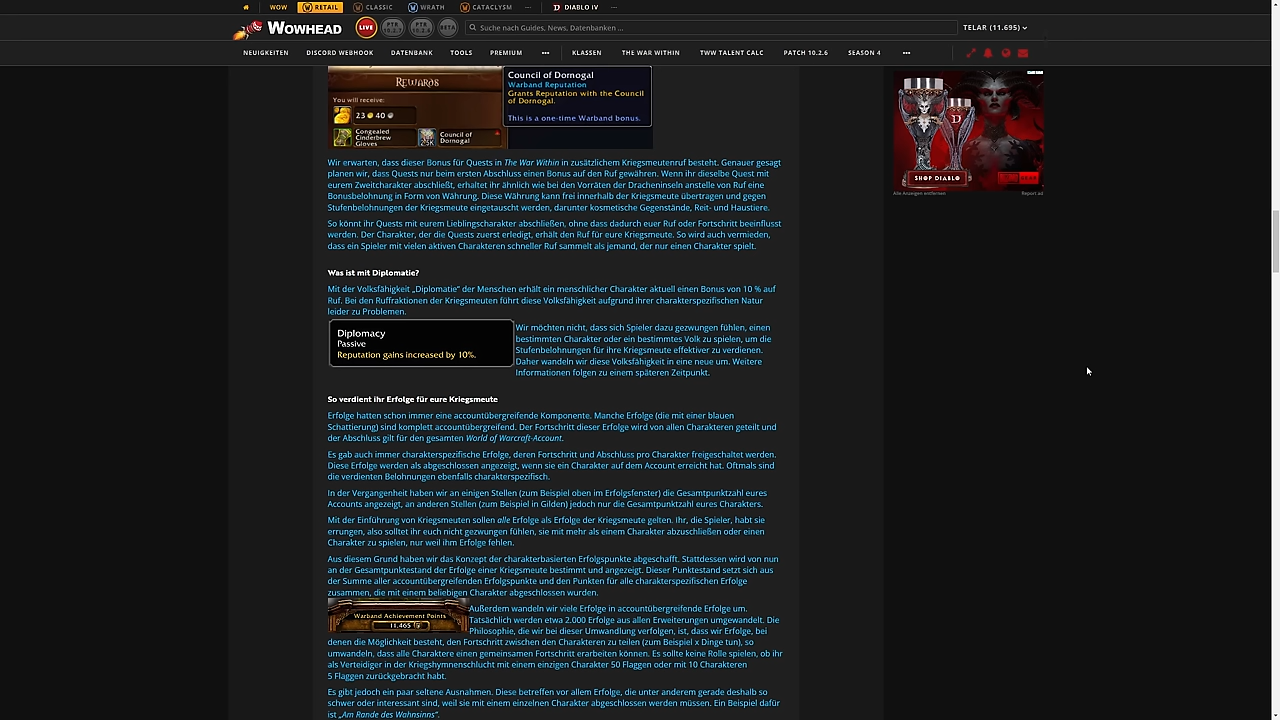 WOW
RETAIL
CLASSIC
WRATH
CATACLYSM
DIABLO IV
WOWHEAD
LIVE
PTR
PTR
BETA
Suche nach Guides, News, Datenbanken ...
TELAR (11.695)
NEUIGKEITEN
DISCORD WEBHOOK
DATENBANK
TOOLS
PREMIUM
KLASSEN
THE WAR WITHIN
TWW TALENT CALC
PATCH 10.2.6
SEASON 4
REWARDS
You will receive:
23 40
Congealed
Cinderbrew
Gloves
2.5K
Council of
Dornogal
Council of Dornogal
Warband Reputation
Grants Reputation with the Council
of Dornogal.
This is a one-time Warband bonus.
SHOP DIABLO
Alle Anzeigen entfernen
Report ad
Wir erwarten, dass dieser Bonus für Quests in The War Within in zusätzlichem Kriegsmeutenruf besteht. Genauer gesagt
planen wir, dass Quests nur beim ersten Abschluss einen Bonus auf den Ruf gewähren. Wenn ihr dieselbe Quest mit
eurem Zweitcharakter abschließt, erhaltet ihr ähnlich wie bei den Vorräten der Dracheninseln anstelle von Ruf eine
Bonusbelohnung in Form von Währung. Diese Währung kann frei innerhalb der Kriegsmeute übertragen und gegen
Stufenbelohnungen der Kriegsmeute eingetauscht werden, darunter kosmetische Gegenstände, Reit- und Haustiere.
So könnt ihr Quests mit eurem Lieblingscharakter abschließen, ohne dass dadurch euer Ruf oder Fortschritt beeinflusst
werden. Der Charakter, der die Quests zuerst erledigt, erhält den Ruf für eure Kriegsmeute. So wird auch vermieden,
dass ein Spieler mit vielen aktiven Charakteren schneller Ruf sammelt als jemand, der nur einen Charakter spielt.
Was ist mit Diplomatie?
Mit der Volksfähigkeit „Diplomatie“ der Menschen erhält ein menschlicher Charakter aktuell einen Bonus von 10 % auf
Ruf. Bei den Ruffraktionen der Kriegsmeuten führt diese Volksfähigkeit aufgrund ihrer charakterspezifischen Natur
leider zu Problemen.
Diplomacy
Passive
Reputation gains increased by 10%.
Wir möchten nicht, dass sich Spieler dazu gezwungen fühlen, einen
bestimmten Charakter oder ein bestimmtes Volk zu spielen, um die
Stufenbelohnungen für ihre Kriegsmeute effektiver zu verdienen.
Daher wandeln wir diese Volksfähigkeit in eine neue um. Weitere
Informationen folgen zu einem späteren Zeitpunkt.
So verdient ihr Erfolge für eure Kriegsmeute
Erfolge hatten schon immer eine accountübergreifende Komponente. Manche Erfolge (die mit einer blauen
Schattierung) sind komplett accountübergreifend. Der Fortschritt dieser Erfolge wird von allen Charakteren geteilt und
der Abschluss gilt für den gesamten World of Warcraft-Account.
Es gab auch immer charakterspezifische Erfolge, deren Fortschritt und Abschluss pro Charakter freigeschaltet werden.
Diese Erfolge werden als abgeschlossen angezeigt, wenn sie ein Charakter auf dem Account erreicht hat. Oftmals sind
die verdienten Belohnungen ebenfalls charakterspezifisch.
In der Vergangenheit haben wir an einigen Stellen (zum Beispiel oben im Erfolgsfenster) die Gesamtpunktzahl eures
Accounts angezeigt, an anderen Stellen (zum Beispiel in Gilden) jedoch nur die Gesamtpunktzahl eures Charakters.
Mit der Einführung von Kriegsmeuten sollen alle Erfolge als Erfolge der Kriegsmeute gelten. Ihr, die Spieler, habt sie
errungen, also solltet ihr euch nicht gezwungen fühlen, sie mit mehr als einem Charakter abzuschließen oder einen
Charakter zu spielen, nur weil ihm Erfolge fehlen.
Aus diesem Grund haben wir das Konzept der charakterbasierten Erfolgspunkte abgeschafft. Stattdessen wird von nun
an der Gesamtpunktestand der Erfolge einer Kriegsmeute bestimmt und angezeigt. Dieser Punktestand setzt sich aus
der Summe aller accountübergreifenden Erfolgspunkte und den Punkten für alle charakterspezifischen Erfolge
zusammen, die mit einem beliebigen Charakter abgeschlossen wurden.
Warband Achievement Points
11,465
Außerdem wandeln wir viele Erfolge in accountübergreifende Erfolge um.
Tatsächlich werden etwa 2.000 Erfolge aus allen Erweiterungen umgewandelt. Die
Philosophie, die wir bei dieser Umwandlung verfolgen, ist, dass wir Erfolge, bei
denen die Möglichkeit besteht, den Fortschritt zwischen den Charakteren zu teilen (zum Beispiel x Dinge tun), so
umwandeln, dass alle Charaktere einen gemeinsamen Fortschritt erarbeiten können. Es sollte keine Rolle spielen, ob ihr
als Verteidiger in der Kriegshymnenschlucht mit einem einzigen Charakter 50 Flaggen oder mit 10 Charakteren
5 Flaggen zurückgebracht habt.
Es gibt jedoch ein paar seltene Ausnahmen. Diese betreffen vor allem Erfolge, die unter anderem gerade deshalb so
schwer oder interessant sind, weil sie mit einem einzelnen Charakter abgeschlossen werden müssen. Ein Beispiel dafür
ist „Am Rande des Wahnsinns“.